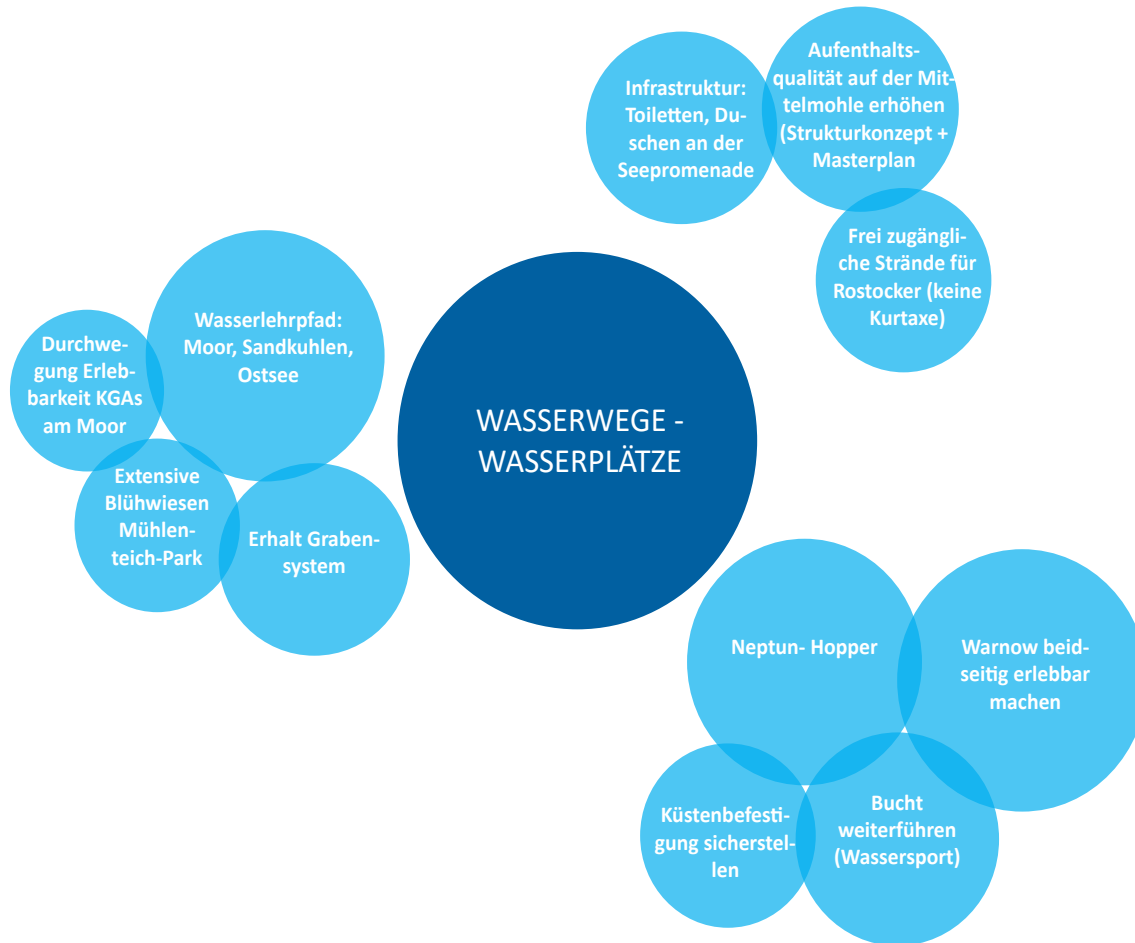 Infrastruktur:
Toiletten, Du-
schen an der
Seepromenade
Aufenthalts-
qualität auf der Mit-
telmohle erhöhen
(Strukturkonzept +
Masterplan
Frei zugängli-
che Strände für
Rostocker (keine
Kurtaxe)
Wasserlehrpfad:
Moor, Sandkuhlen,
Ostsee
Durchwe-
gung Erleb-
barkeit KGAs
am Moor
Extensive
Blühwiesen
Mühlen-
teich-Park
Erhalt Graben-
system
WASSERWEGE -
WASSERPLÄTZE
Neptun- Hopper
Warnow beid-
seitig erlebbar
machen
Küstenbefesti-
gung sicherstel-
len
Bucht
weiterführen
(Wassersport)